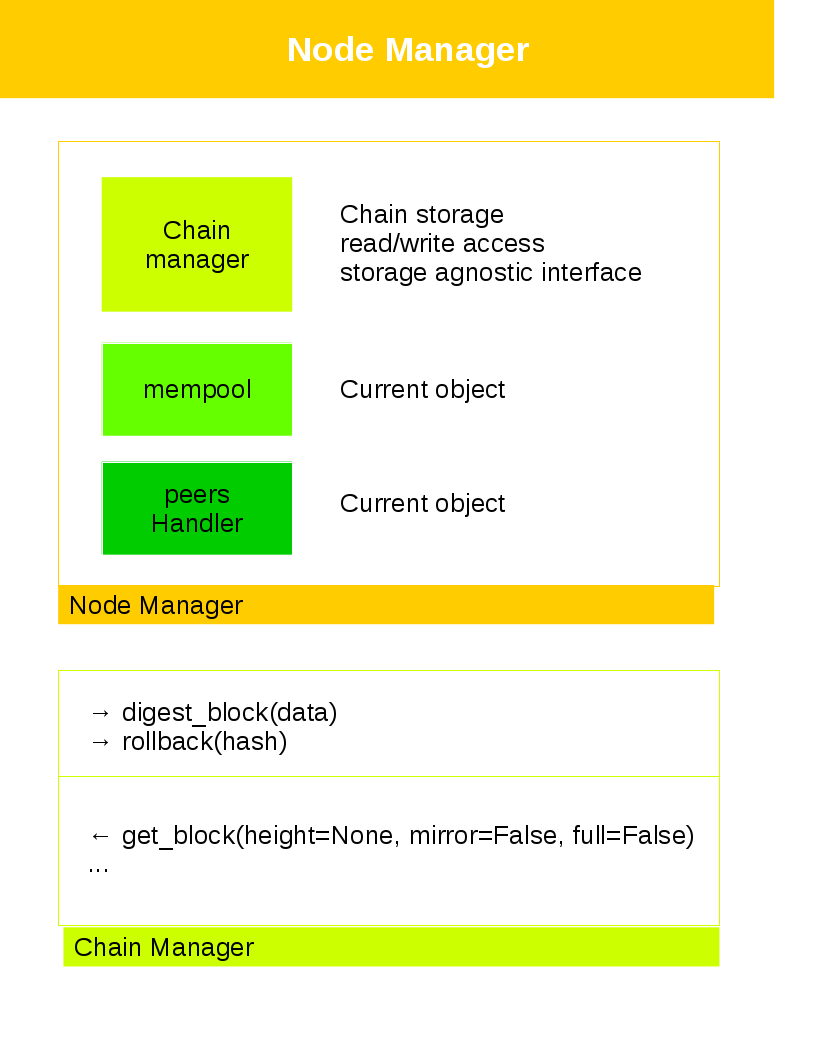 Node Manager
Chain
manager
Chain storage
read/write access
storage agnostic interface
mempool
Current object
peers
Handler
Current object
Node Manager
→ digest_block(data)
→ rollback(hash)
← get_block(height=None, mirror=False, full=False)
...
Chain Manager